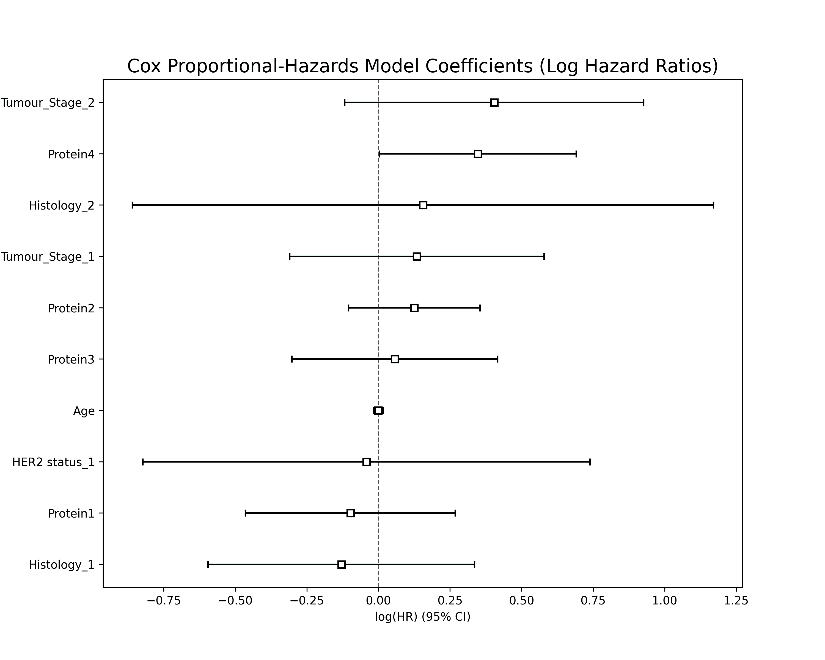 Cox Proportional-Hazards Model Coefficients (Log Hazard Ratios)
Tumour_Stage_2
Protein4
Histology_2
Tumour_Stage_1
Protein2
Protein3
Age
HER2 status_1
Protein1
Histology_1
−0.75 −0.50 −0.25 0.00 0.25 0.50 0.75 1.00 1.25
log(HR) (95% CI)